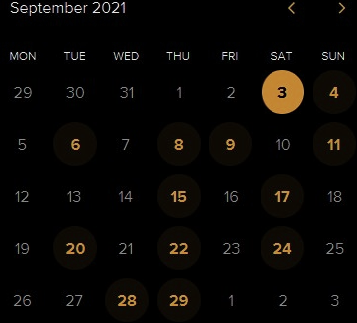 September 2021
MON TUE WED THU FRI SAT SUN
29 30 31 1 2 3 4
5 6 7 8 9 10 11
12 13 14 15 16 17 18
19 20 21 22 23 24 25
26 27 28 29 1 2 3